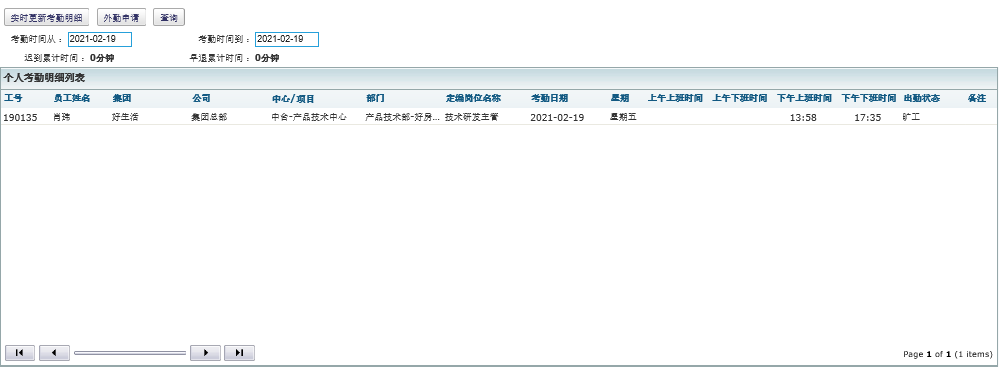 实时更新考勤明细 外勤申请 查询
考勤时间从： 2021-02-19 考勤时间到： 2021-02-19
迟到累计时间： 0分钟 早退累计时间： 0分钟
个人考勤明细列表
工号 员工姓名 集团 公司 中心/项目 部门 定编岗位名称 考勤日期 星期 上午上班时间 上午下班时间 下午上班时间 下午下班时间 出勤状态 备注
190135 肖玮 好生活 集团总部 中台-产品技术中心 产品技术部-好房... 技术研发主管 2021-02-19 星期五 13:58 17:35 旷工
Page 1 of 1 (1 items)